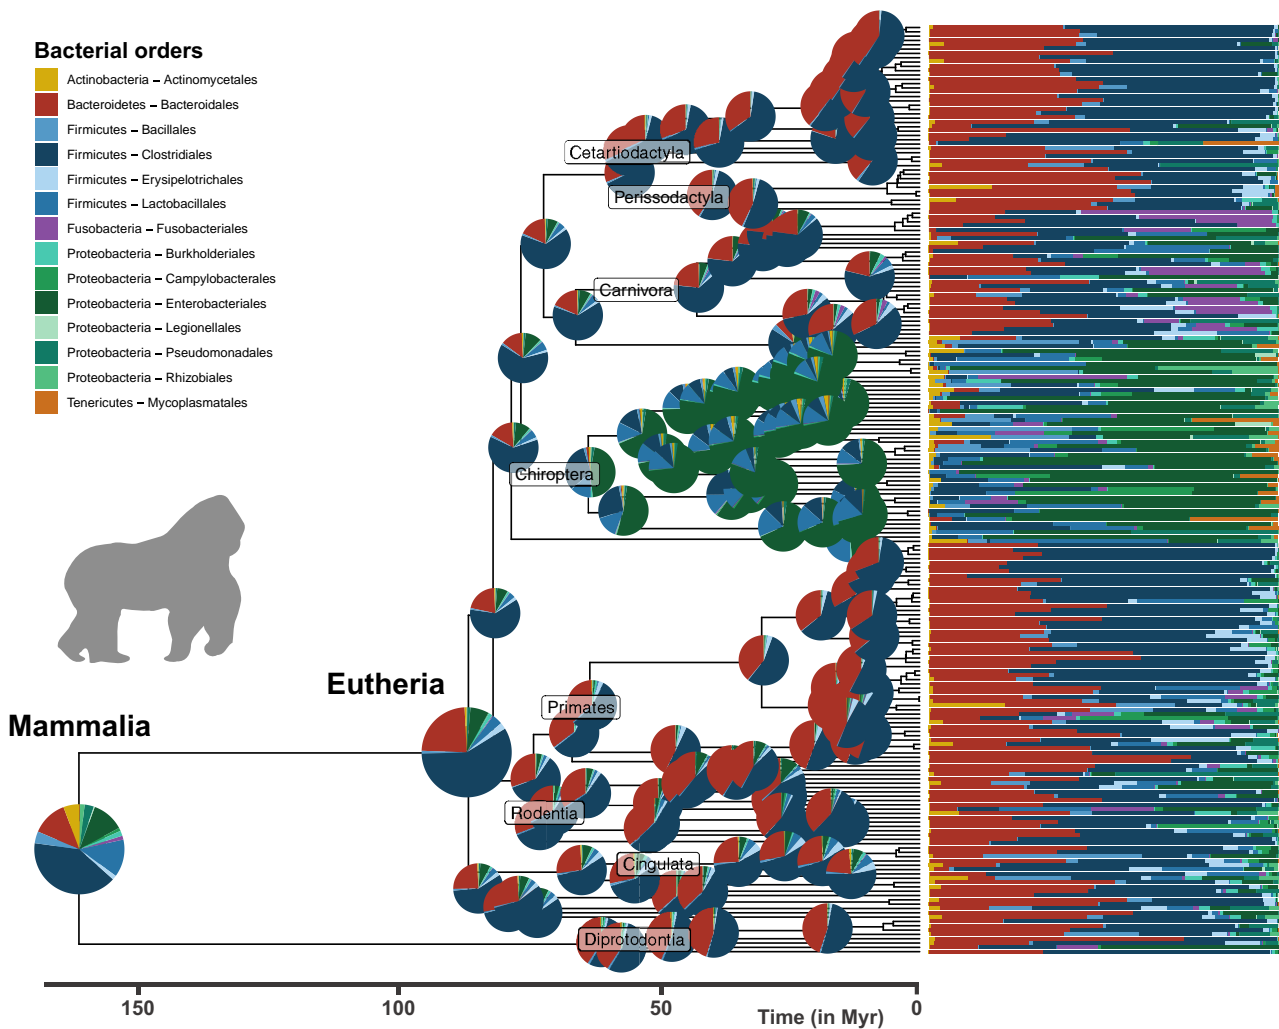 Bacterial orders
Actinobacteria – Actinomycetales
Bacteroidetes – Bacteroidales
Firmicutes – Bacillales
Firmicutes – Clostridiales
Firmicutes – Erysipelotrichales
Firmicutes – Lactobacillales
Fusobacteria – Fusobacteriales
Proteobacteria – Burkholderiales
Proteobacteria – Campylobacterales
Proteobacteria – Enterobacteriales
Proteobacteria – Legionellales
Proteobacteria – Pseudomonadales
Proteobacteria – Rhizobiales
Tenericutes – Mycoplasmatales
Cetartiodactyla
Perissodactyla
Carnivora
Chiroptera
Eutheria
Primates
Mammalia
Rodentia
Cingulata
Diprotodontia
150
100
50
0
Time (in Myr)